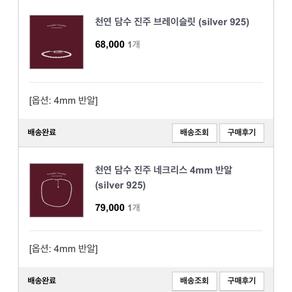 천연 담수 진주 브레이슬릿 (silver 925)
68,000 1개
[옵션: 4mm 반알]
배송완료
배송조회
구매후기
천연 담수 진주 네크리스 4mm 반알
(silver 925)
79,000 1개
[옵션: 4mm 반알]
배송완료
배송조회
구매후기